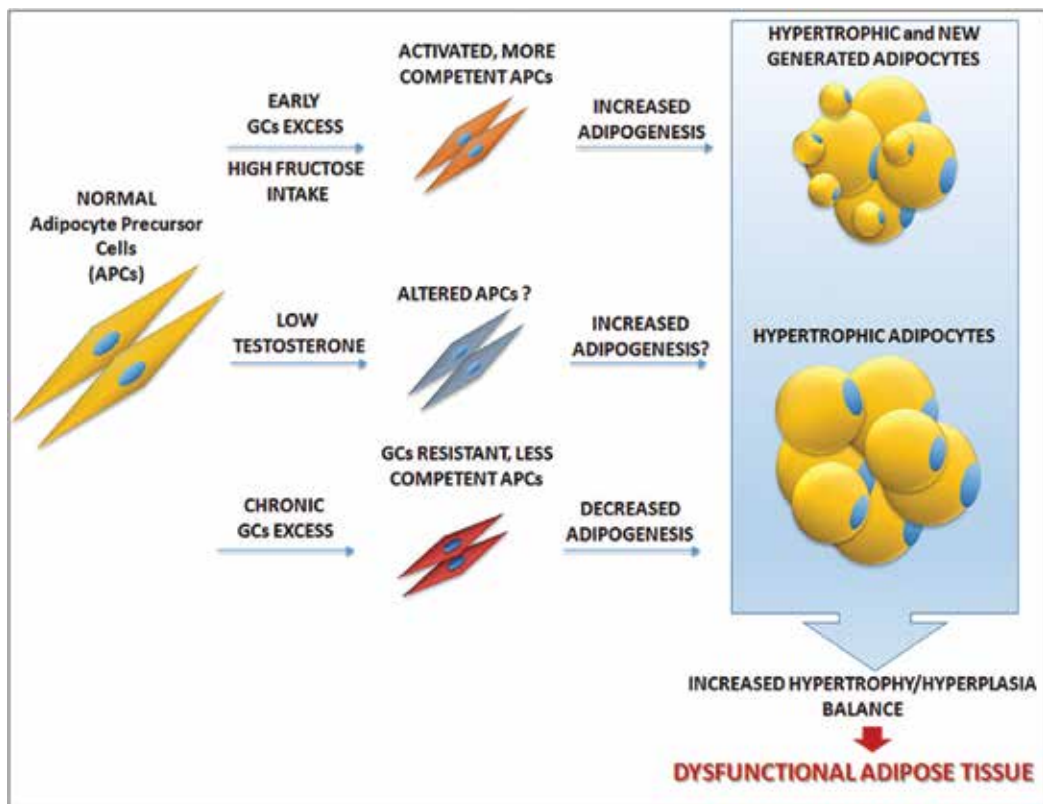 NORMAL
Adipocyte Precursor
Cells
(APCs)
EARLY
GCs EXCESS
HIGH FRUCTOSE
INTAKE
ACTIVATED, MORE
COMPETENT APCs
INCREASED
ADIPOGENESIS
HYPERTROPHIC and NEW
GENERATED ADIPOCYTES
LOW
TESTOSTERONE
ALTERED APCs ?
INCREASED
ADIPOGENESIS?
HYPERTROPHIC ADIPOCYTES
CHRONIC
GCs EXCESS
GCs RESISTANT, LESS
COMPETENT APCs
DECREASED
ADIPOGENESIS
INCREASED HYPERTROPHY/HYPERPLASIA
BALANCE
DYSFUNCTIONAL ADIPOSE TISSUE